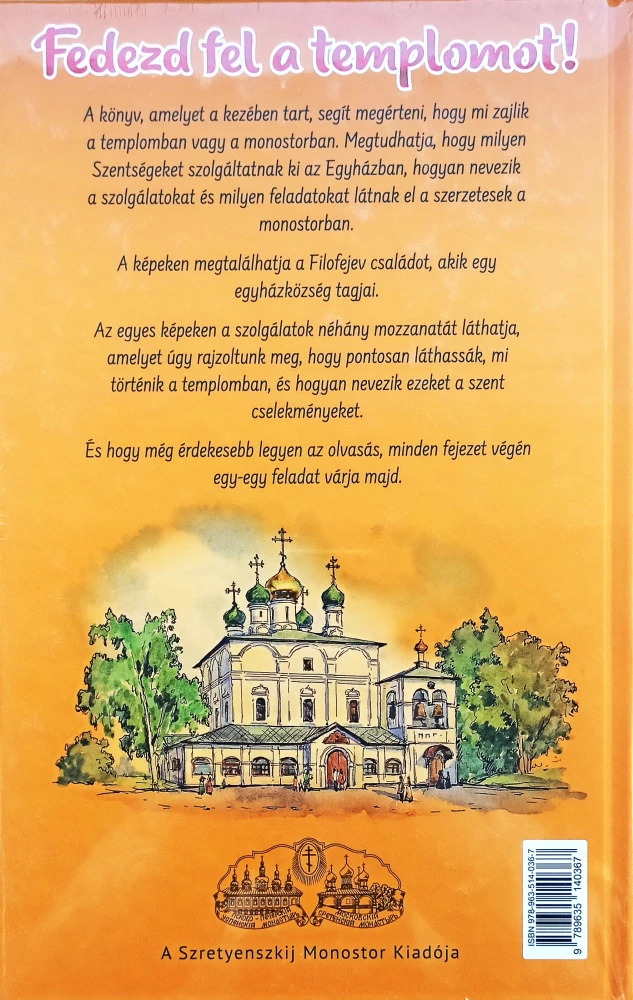 Fedezd fel a templomot!
A könyv, amelyet a kezében tart, segít megérteni, hogy mi zajlik
a templomban vagy a monostorban. Megtudhatja, hogy milyen
Szentségeket szolgáltatnak ki az Egyházban, hogyan nevezik
a szolgálatokat és milyen feladatokat látnak el a szerzetesek a
monostorban.
A képeken megtalálhatja a Filofejev családot, akik egy
egyházközség tagjai.
Az egyes képeken a szolgálatok néhány mozzanatát láthatja,
amelyet úgy rajzoltunk meg, hogy pontosan láthassák, mi
történik a templomban, és hogyan nevezik ezeket a szent
cselekményeket.
És hogy még érdekesebb legyen az olvasás, minden fejezet végén
egy-egy feladat várja majd.
A Szretyenszkij Monostor Kiadója
ISBN 978-963-514-036-7
9 789635 140367